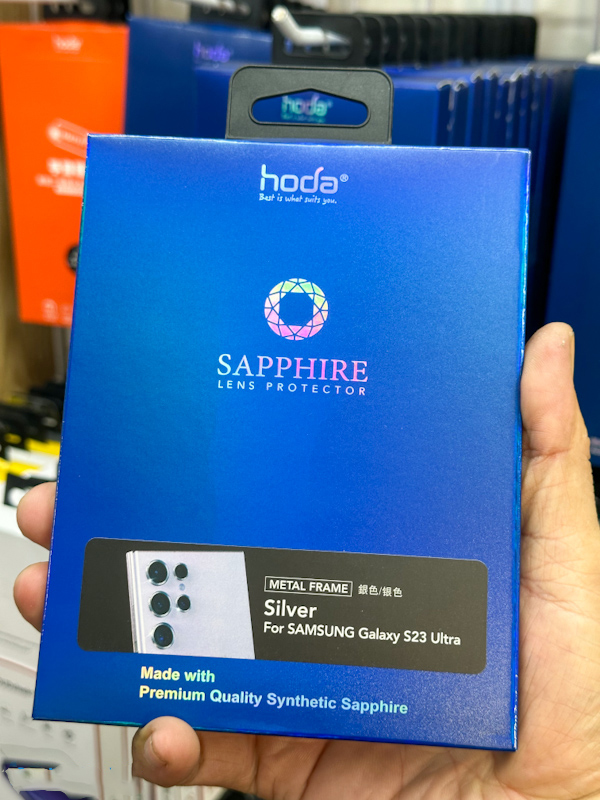 hoda
hoda®
Best is what suits you.
SAPPHIRE
LENS PROTECTOR
METAL FRAME 銀色/银色
Silver
For SAMSUNG Galaxy S23 Ultra
Made with
Premium Quality Synthetic Sapphire